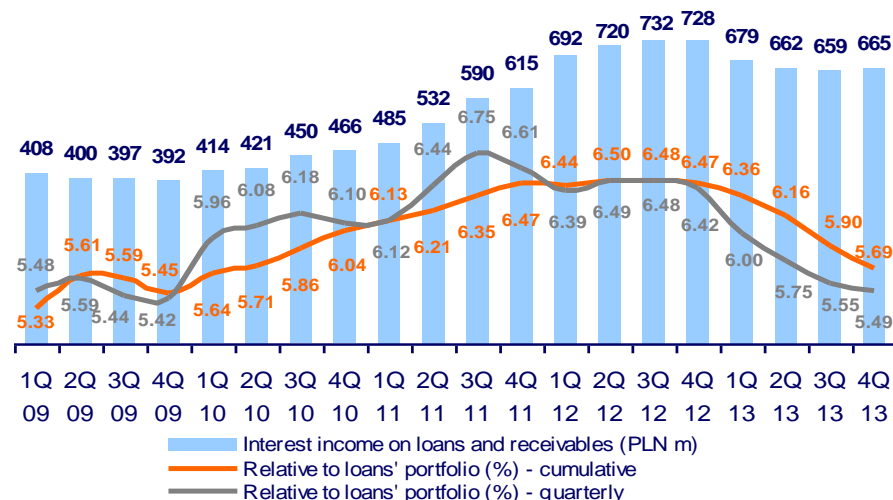 408 400 397 392 414 421 450 466 485 532 590 615 692 720 732 728 679 662 659 665
5.48 5.59 5.44 5.42 5.96 6.08 6.18 6.10 6.12 6.44 6.75 6.61 6.39 6.49 6.48 6.42 6.00 5.75 5.55 5.49
5.33 5.61 5.59 5.45 5.64 5.71 5.86 6.04 6.13 6.21 6.35 6.47 6.44 6.50 6.48 6.47 6.36 6.16 5.90 5.69
1Q 2Q 3Q 4Q 1Q 2Q 3Q 4Q 1Q 2Q 3Q 4Q 1Q 2Q 3Q 4Q 1Q 2Q 3Q 4Q
09 09 09 09 10 10 10 10 11 11 11 11 12 12 12 12 13 13 13 13
Interest income on loans and receivables (PLN m)
Relative to loans' portfolio (%) - cumulative
Relative to loans' portfolio (%) - quarterly